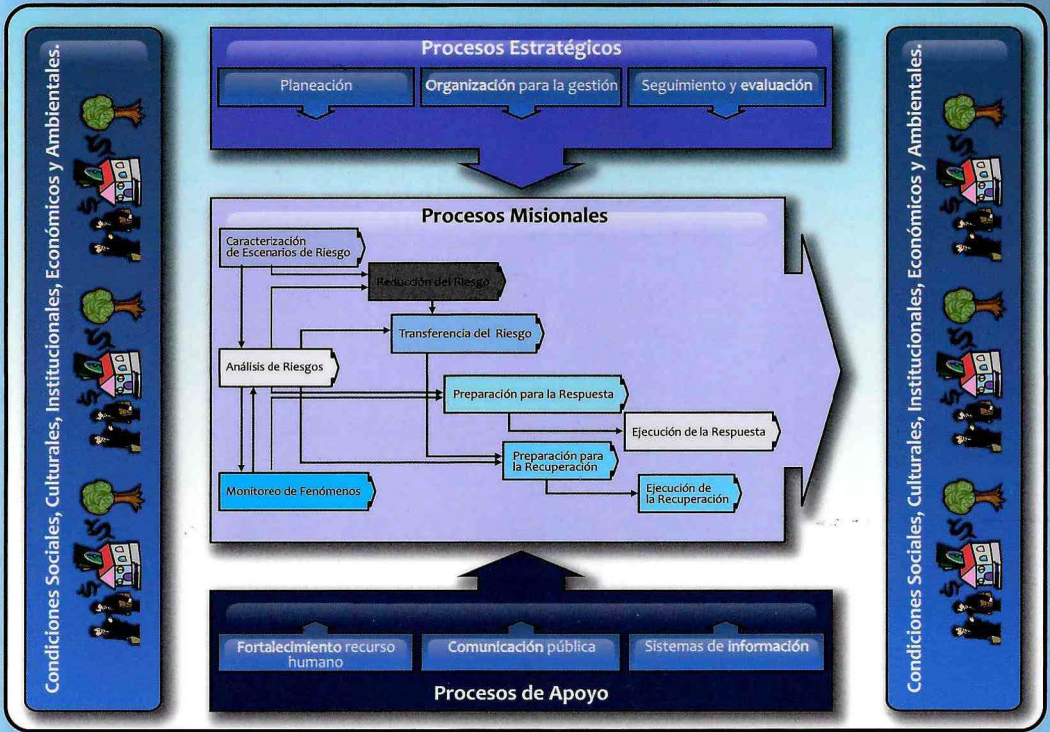 Condiciones Sociales, Culturales, Institucionales, Económicos y Ambientales.
Procesos Estratégicos
Planeación
Organización para la gestión
Seguimiento y evaluación
Procesos Misionales
Caracterización
de Escenarios de Riesgo
Reducción del Riesgo
Transferencia del Riesgo
Análisis de Riesgos
Preparación para la Respuesta
Ejecución de la Respuesta
Preparación para
la Recuperación
Monitoreo de Fenómenos
Ejecución de
la Recuperación
Fortalecimiento recurso
humano
Comunicación pública
Sistemas de información
Procesos de Apoyo
Condiciones Sociales, Culturales, Institucionales, Económicos y Ambientales.